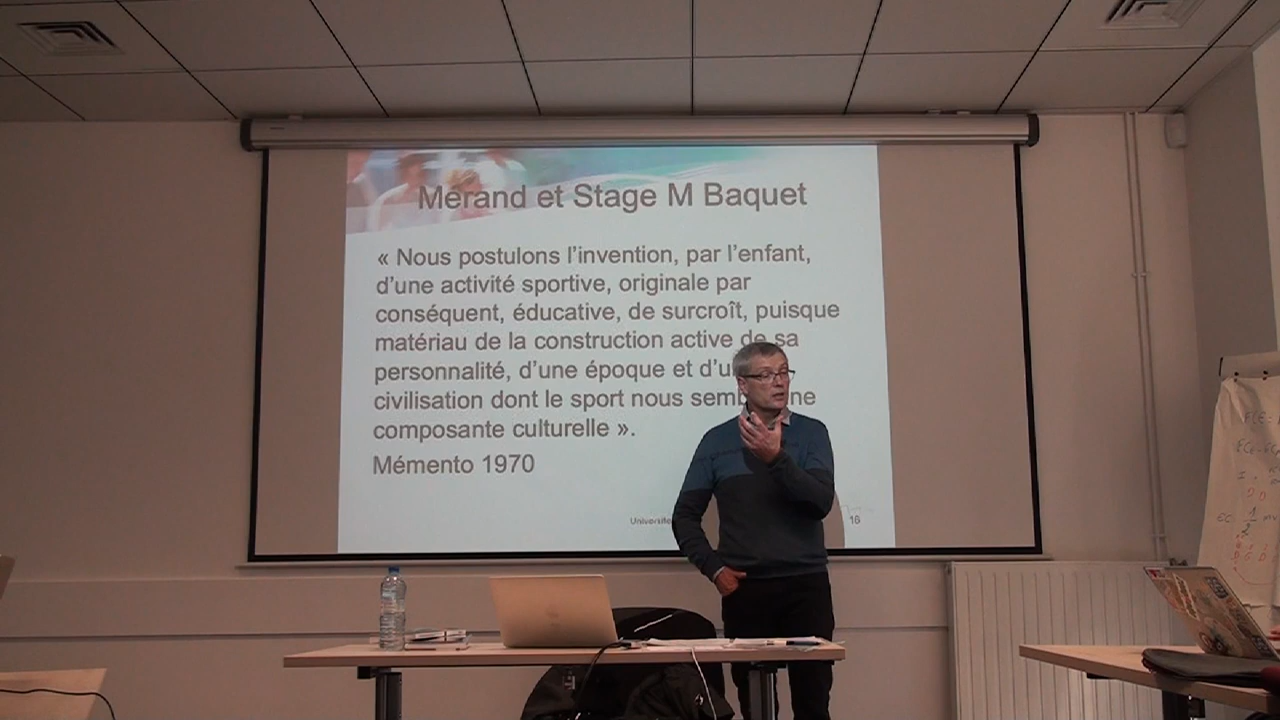 Merand et Stage M Baquet
« Nous postulons l'invention, par l'enfant,
d'une activité sportive, originale par
conséquent, éducative, de surcroît, puisque
matériau de la construction active de sa
personnalité, d'une époque et
civilisation dont le sport nous
composante culturelle ».
Mémento 1970
16